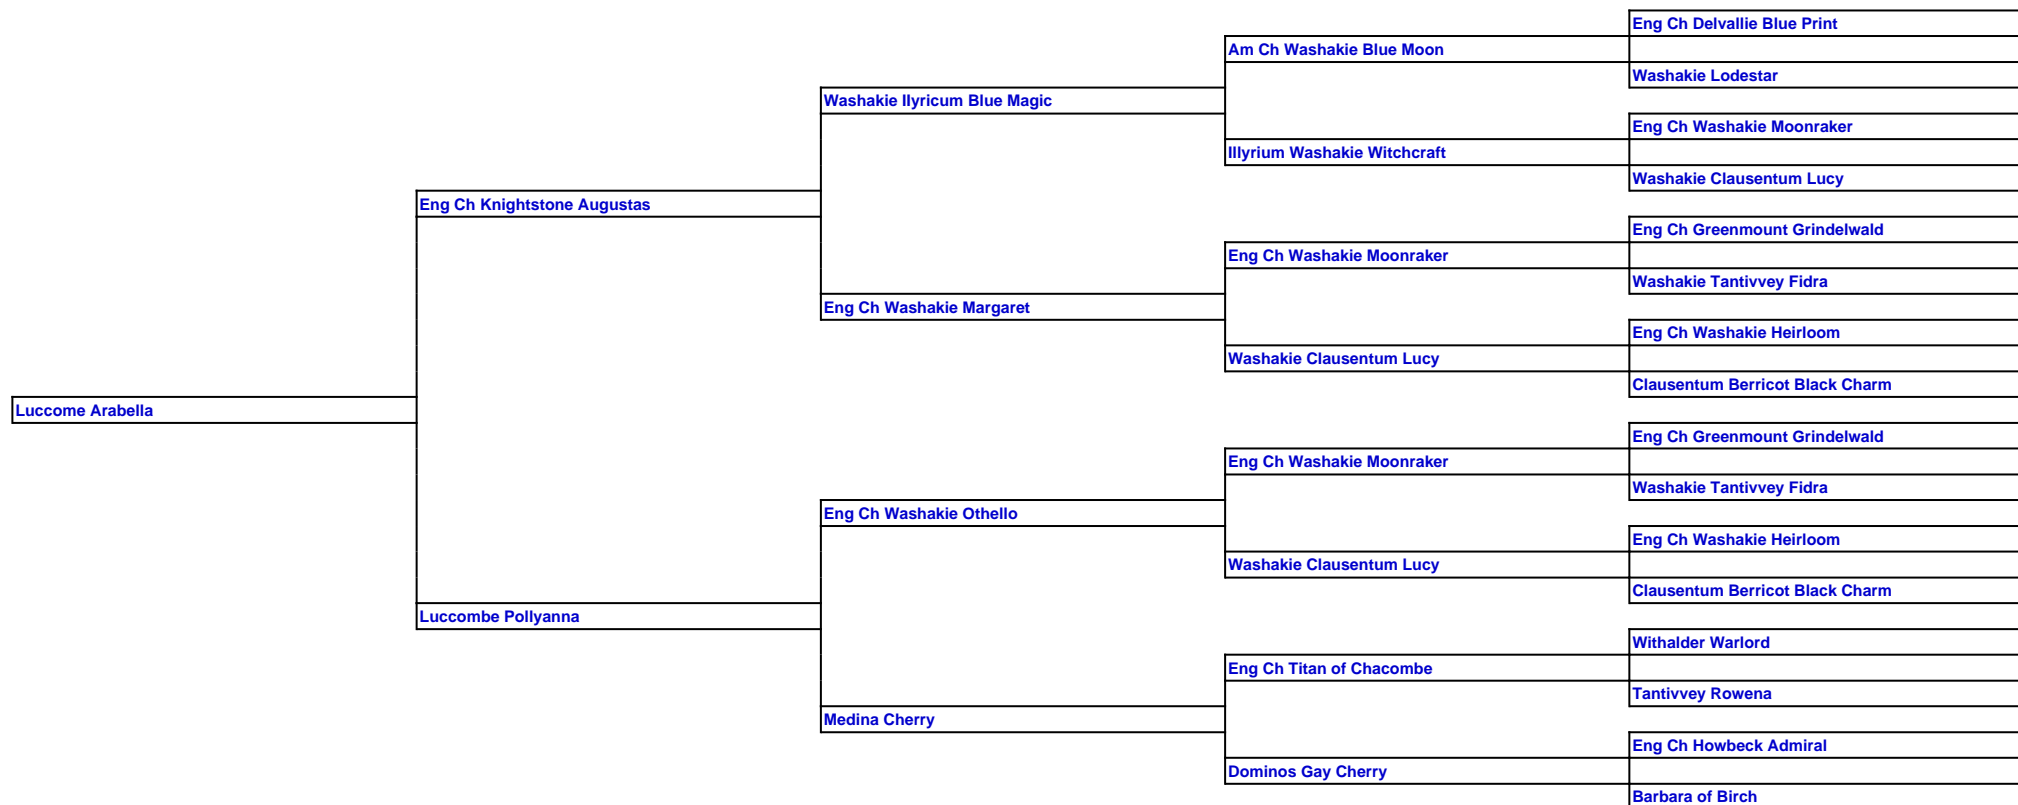 Eng Ch Delvallie Blue Print
Am Ch Washakie Blue Moon
Washakie Lodestar
Washakie Ilyricum Blue Magic
Eng Ch Washakie Moonraker
Illyrium Washakie Witchcraft
Washakie Clausentum Lucy
Eng Ch Knightstone Augustas
Eng Ch Greenmount Grindelwald
Eng Ch Washakie Moonraker
Washakie Tantivvey Fidra
Eng Ch Washakie Margaret
Eng Ch Washakie Heirloom
Washakie Clausentum Lucy
Clausentum Berricot Black Charm
Luccome Arabella
Eng Ch Greenmount Grindelwald
Eng Ch Washakie Moonraker
Washakie Tantivvey Fidra
Eng Ch Washakie Othello
Eng Ch Washakie Heirloom
Washakie Clausentum Lucy
Clausentum Berricot Black Charm
Luccombe Pollyanna
Withalder Warlord
Eng Ch Titan of Chacombe
Tantivvey Rowena
Medina Cherry
Eng Ch Howbeck Admiral
Dominos Gay Cherry
Barbara of Birch